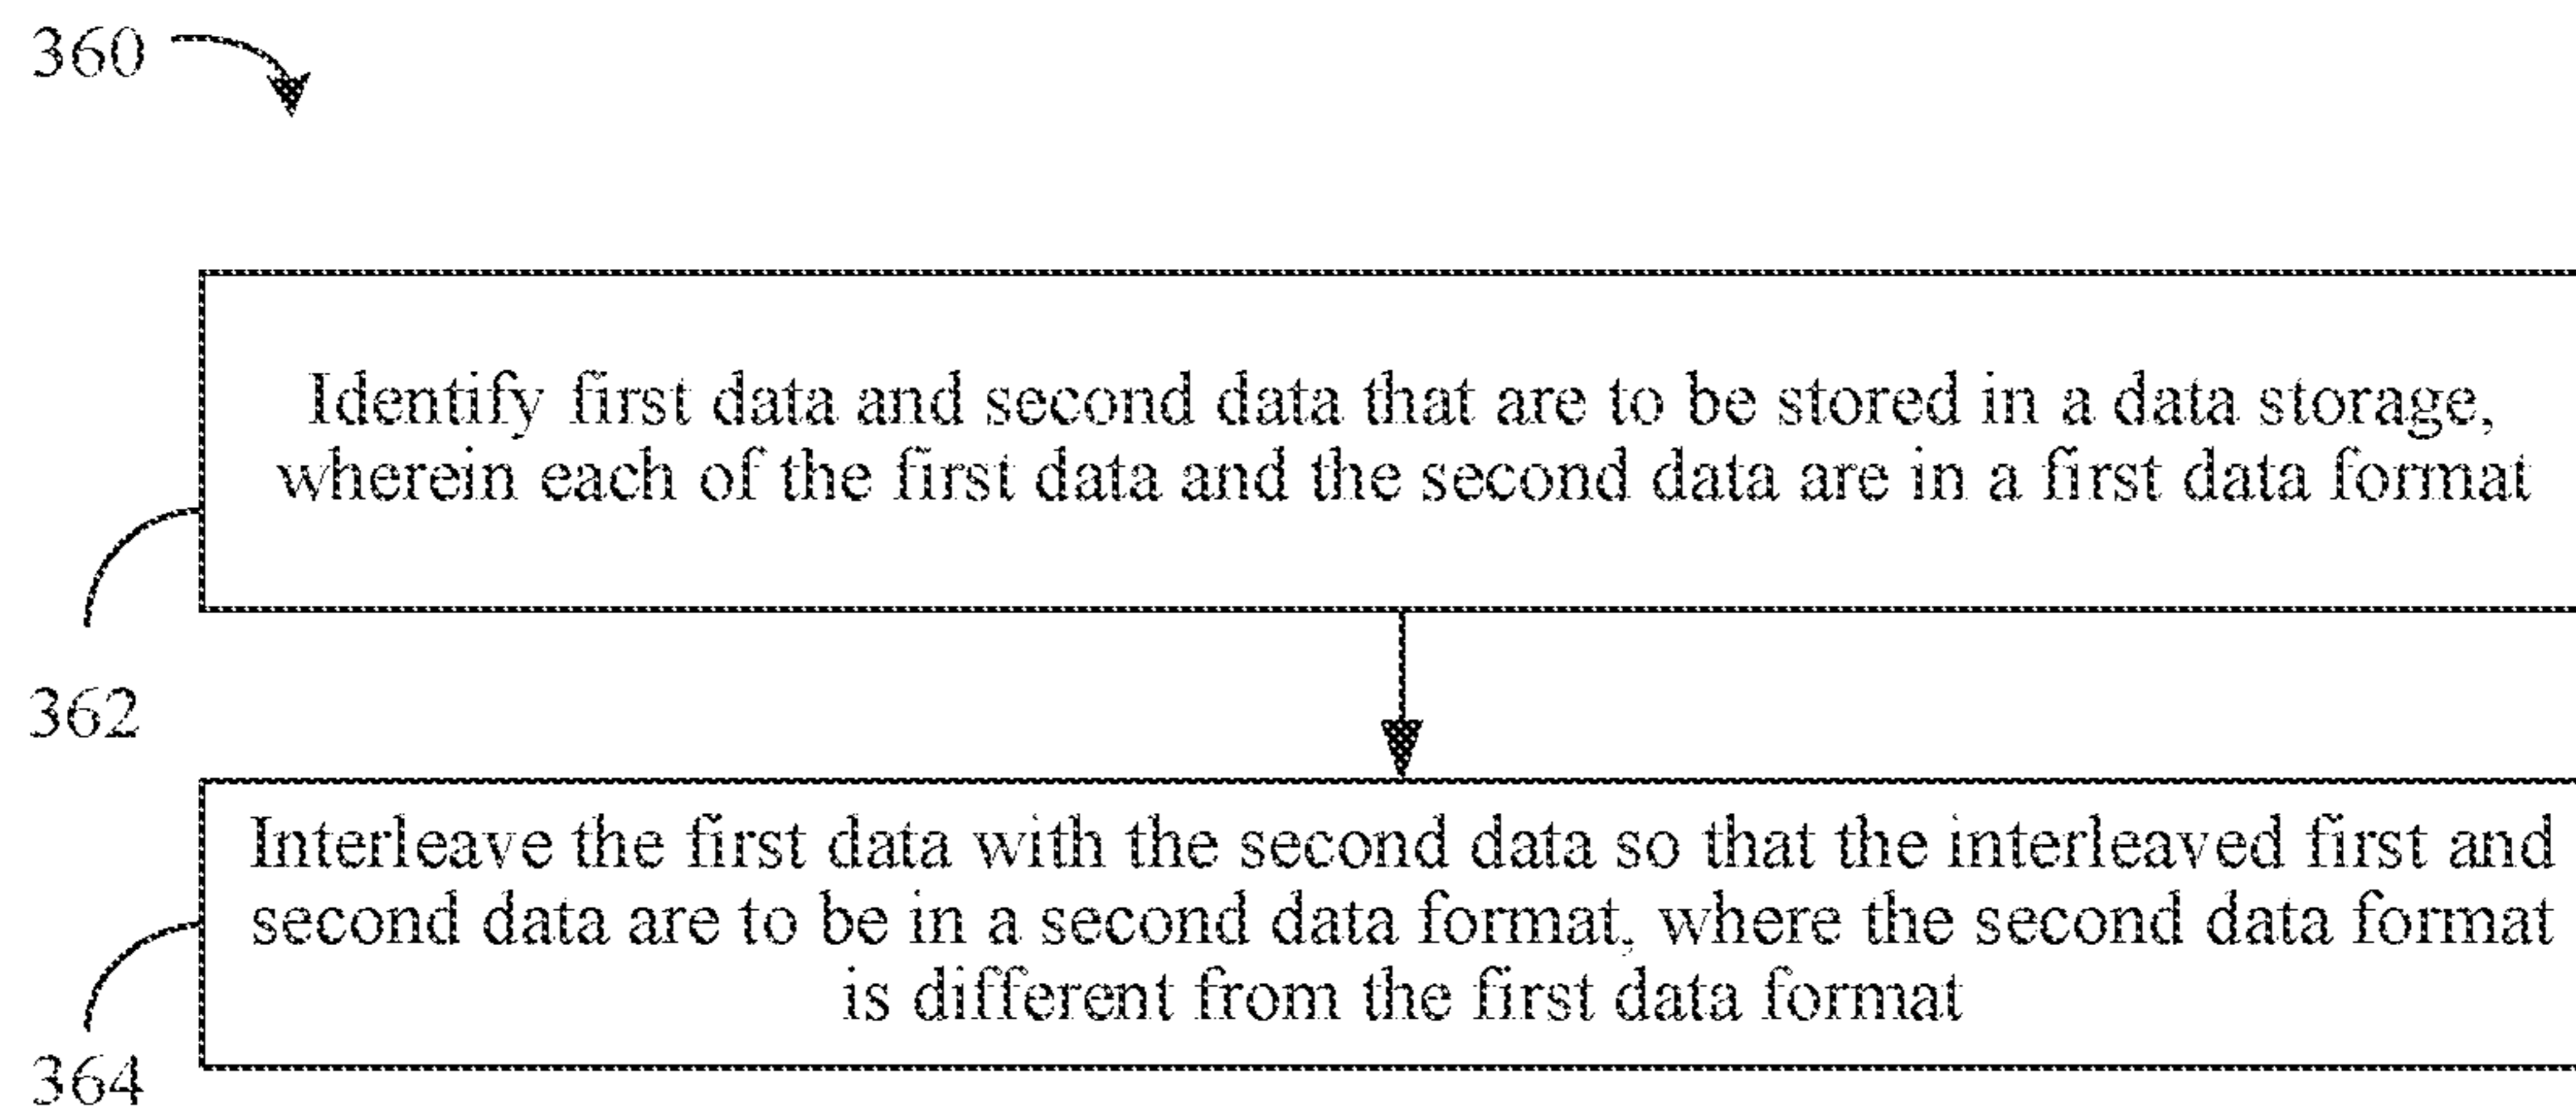 360
Identify first data and second data that are to be stored in a data storage,
wherein each of the first data and the second data are in a first data format
362
Interleave the first data with the second data so that the interleaved first and
second data are to be in a second data format, where the second data format
is different from the first data format
364